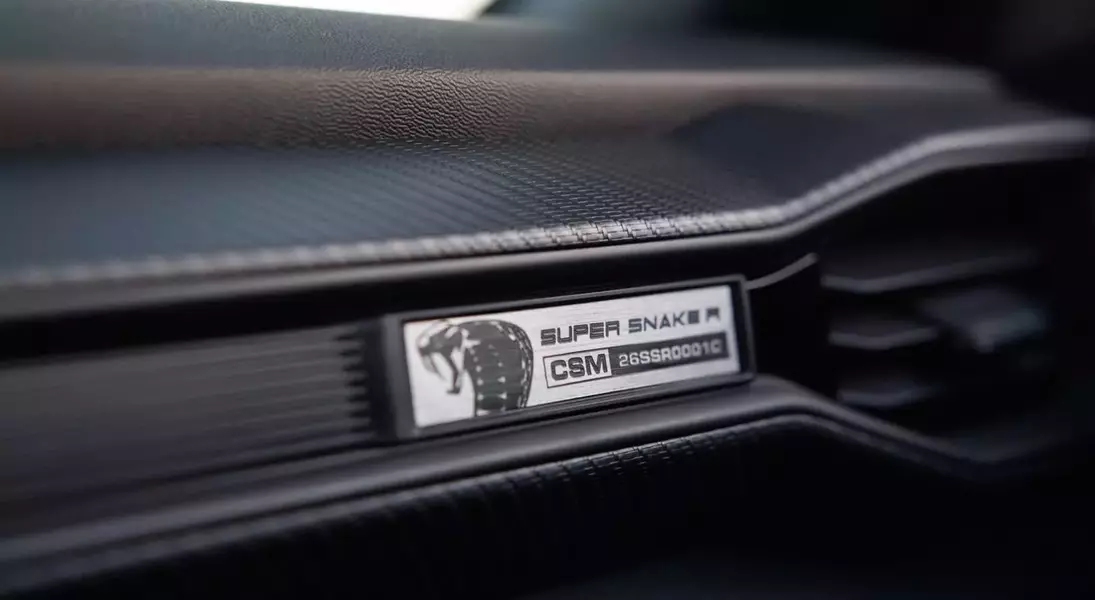 SUPER SNAKE R
CSM 26SSR0001C